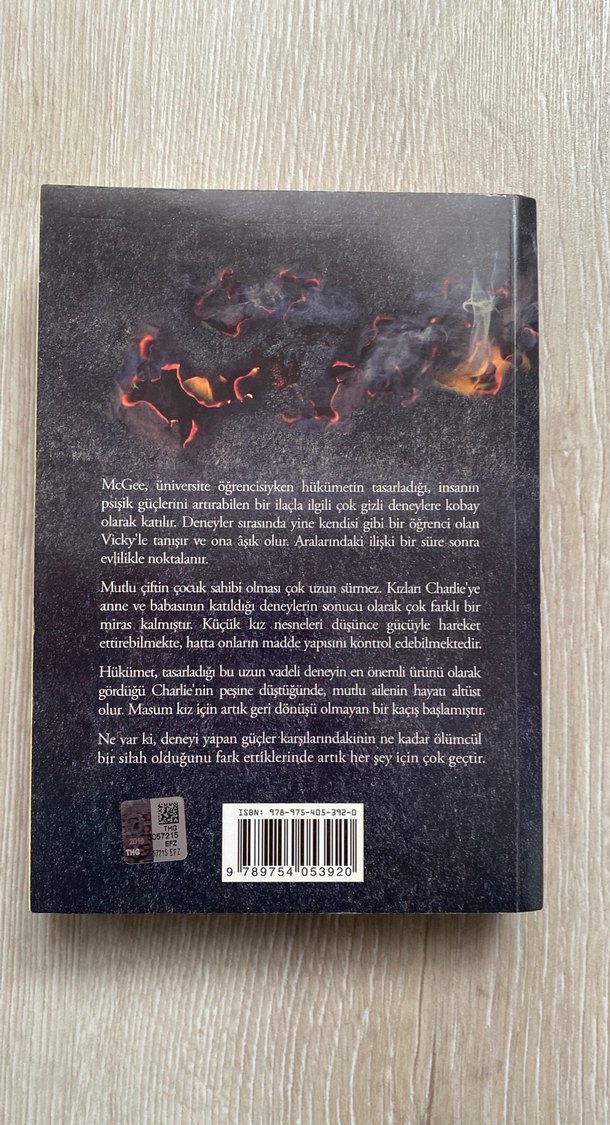 McGee, üniversite öğrencisiyken hükümetin tasarladığı, insanın
psişik güçlerini artırabilen bir ilaçla ilgili çok gizli deneylere kobay
olarak katılır. Deneyler sırasında yine kendisi gibi bir öğrenci olan
Vicky'le tanışır ve ona âşık olur. Aralarındaki ilişki bir süre sonra
evlilikle noktalanır.
Mutlu çiftin çocuk sahibi olması çok uzun sürmez. Kızları Charlie'ye
anne ve babasının katıldığı deneylerin sonucu olarak çok farklı bir
miras kalmıştır. Küçük kız nesneleri düşünce gücüyle hareket
ettirebilmekte, hatta onların madde yapısını kontrol edebilmektedir.
Hükümet, tasarladığı bu uzun vadeli deneyin en önemli ürünü olarak
gördüğü Charlie'nin peşine düştüğünde, mutlu ailenin hayatı altüst
olur. Masum kız için artık geri dönüşü olmayan bir kaçış başlamıştır.
Ne var ki, deneyi yapan güçler karşılarındakinin ne kadar ölümcül
bir silah olduğunu fark ettiklerinde artık her şey için çok geçtir.
THG
057215
EFZ
THG
57215 EFZ
ISBN: 978-975-405-392-0
9 789754 053920